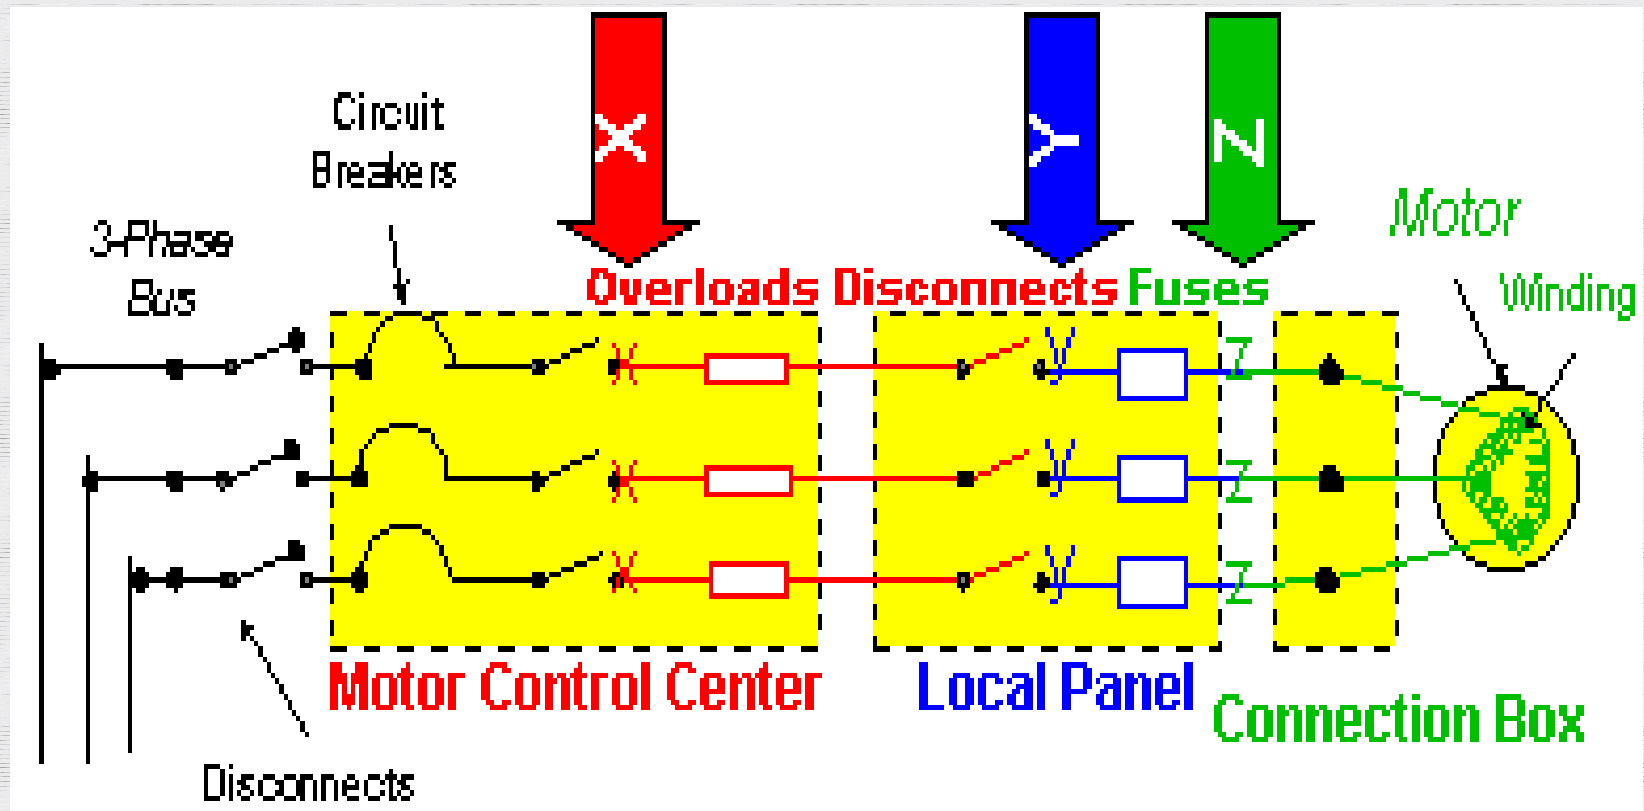 X
Y
Z
Circuit
Breakers
3-Phase
Bus
Motor
Winding
Overloads Disconnects Fuses
X
Y
Z
X
Y
Z
X
Y
Z
Motor Control Center
Local Panel
Connection Box
Disconnects